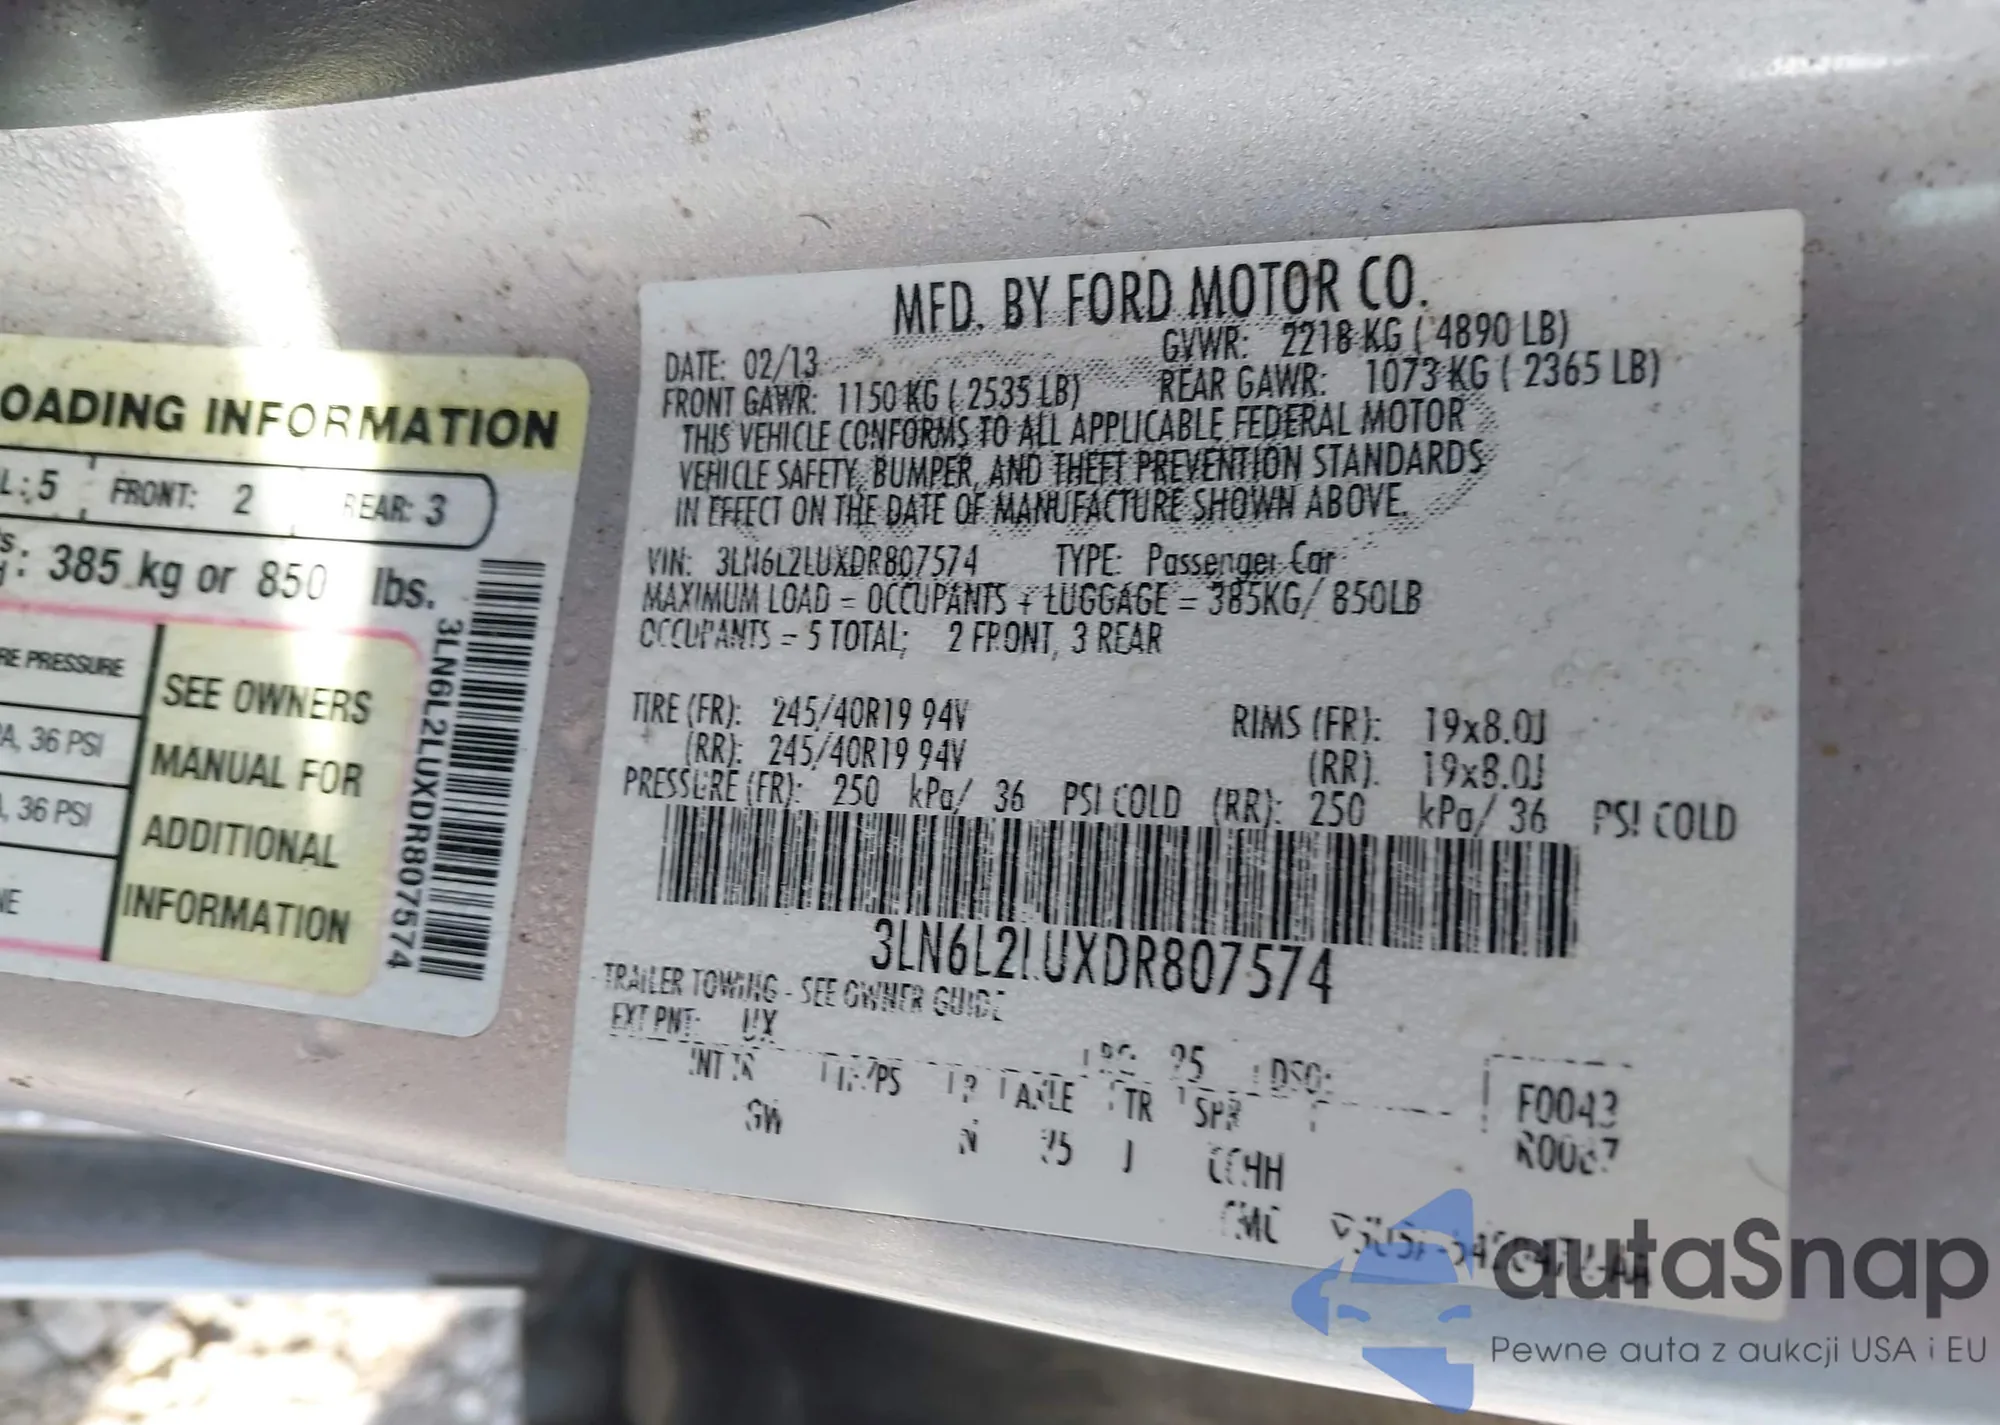 OADING INFORMATION
L: 5 FRONT: 2 REAR: 3
385 kg or 850 lbs.
RE PRESSURE
A, 36 PSI
, 36 PSI
NE
SEE OWNERS
MANUAL FOR
ADDITIONAL
INFORMATION
3LN6L2LUXDR807574
MFD. BY FORD MOTOR CO.
DATE: 02/13 GVWR: 2218 KG ( 4890 LB)
FRONT GAWR: 1150 KG ( 2535 LB) REAR GAWR: 1073 KG ( 2365 LB)
THIS VEHICLE CONFORMS TO ALL APPLICABLE FEDERAL MOTOR
VEHICLE SAFETY, BUMPER, AND THEFT PREVENTION STANDARDS
IN EFFECT ON THE DATE OF MANUFACTURE SHOWN ABOVE.
VIN: 3LN6L2LUXDR807574 TYPE: Passenger Car
MAXIMUM LOAD = OCCUPANTS + LUGGAGE = 385KG/ 850LB
OCCUPANTS = 5 TOTAL; 2 FRONT, 3 REAR
TIRE (FR): 245/40R19 94V RIMS (FR): 19x8.0J
(RR): 245/40R19 94V (RR): 19x8.0J
PRESSURE (FR): 250 kPa/ 36 PSI COLD (RR): 250 kPa/ 36 PSI COLD
3LN6L2LUXDR807574
TRAILER TOWING - SEE OWNER GUIDE
EXT PNT: UX
DSO: F0043
INT TR AXLE TR SPR
autaSnap
Pewne auta z aukcji USA i EU